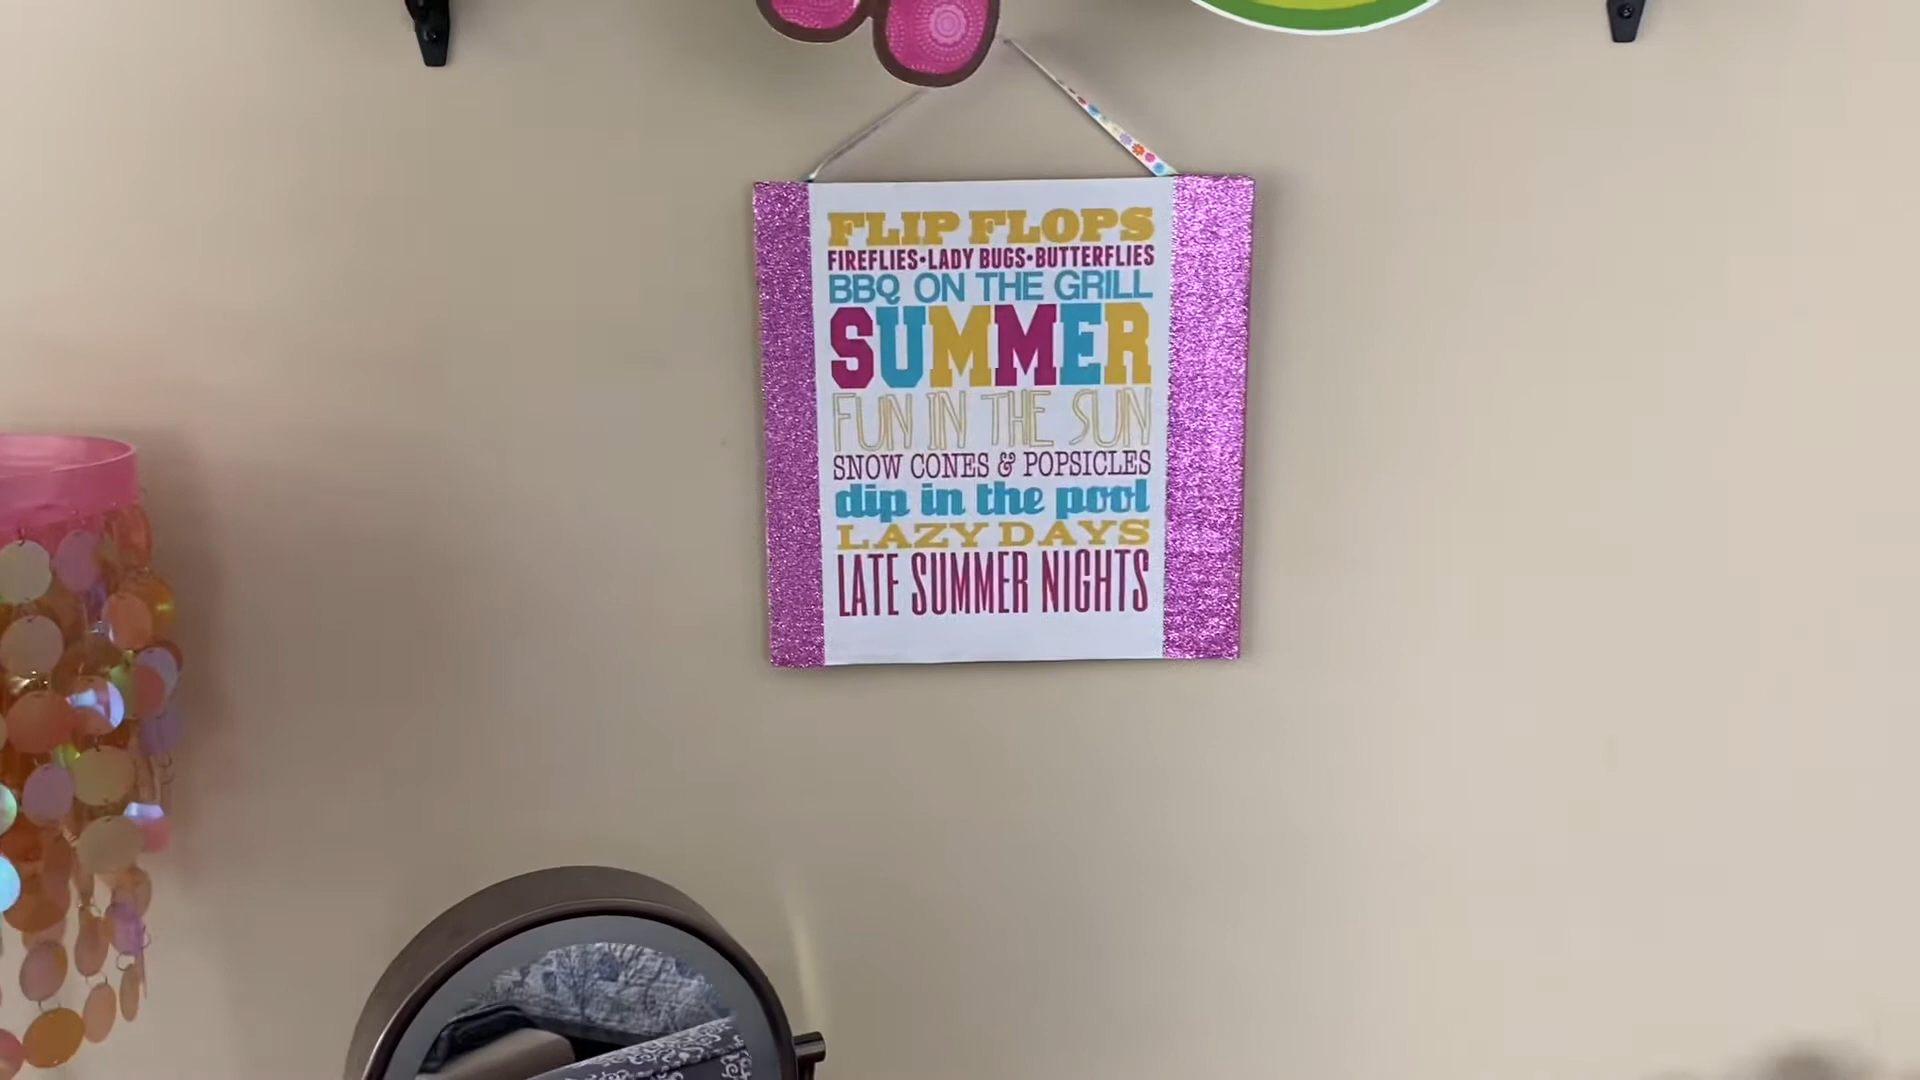 FLIP FLOPS
FIREFLIES•LADY BUGS•BUTTERFLIES
BBQ ON THE GRILL
SUMMER
FUN IN THE SUN
SNOW CONES & POPSICLES
dip in the pool
LAZY DAYS
LATE SUMMER NIGHTS